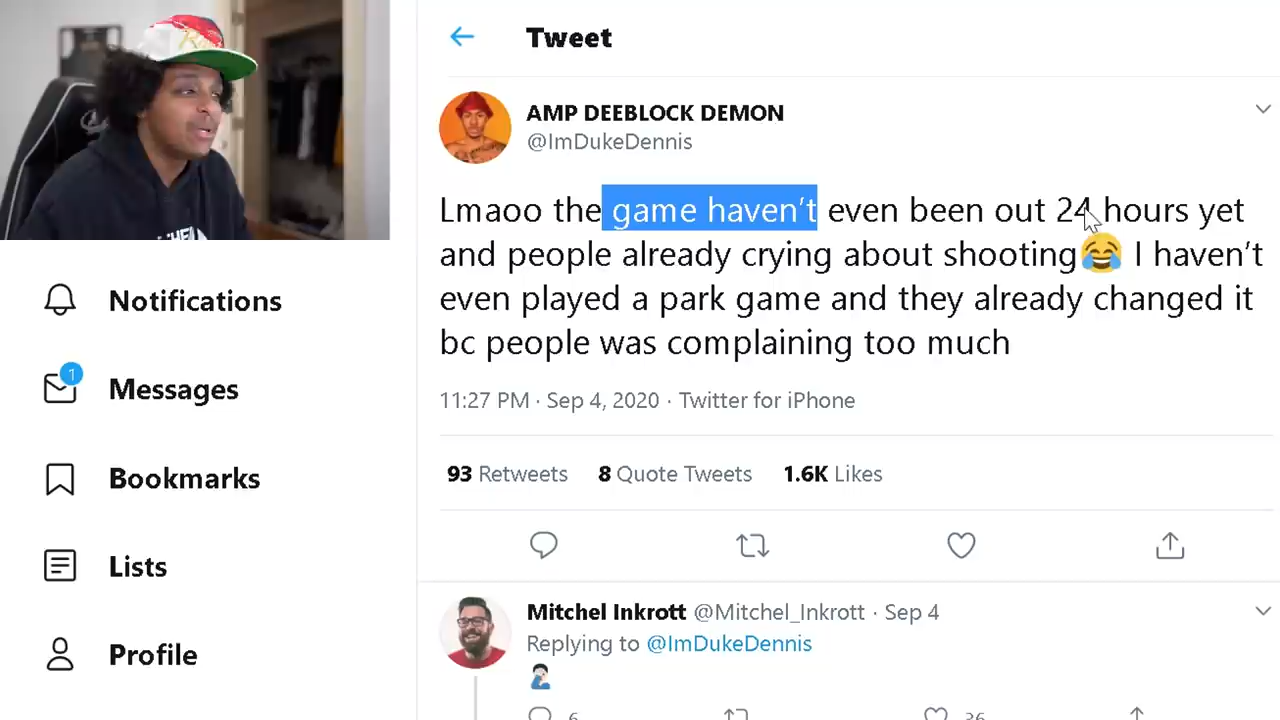 Tweet
AMP DEEBLOCK DEMON
@ImDukeDennis
Lmaoo the game haven’t even been out 24 hours yet
and people already crying about shooting😂 I haven’t
even played a park game and they already changed it
bc people was complaining too much
11:27 PM · Sep 4, 2020 · Twitter for iPhone
93 Retweets 8 Quote Tweets 1.6K Likes
Mitchel Inkrott @Mitchel_Inkrott · Sep 4
Replying to @ImDukeDennis
🤦🏻‍♂️
1
Notifications
Messages
Bookmarks
Lists
Profile